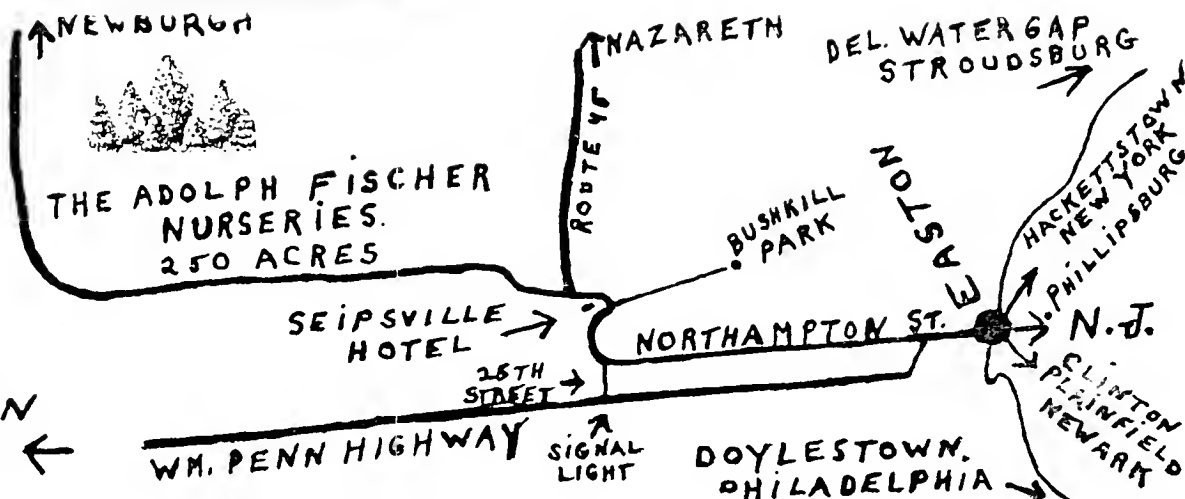 NEWBURGH
NAZARETH
DEL. WATER GAP
STROUDSBURG
THE ADOLPH FISCHER
NURSERIES.
250 ACRES
ROUTE 45
BUSHKILL
PARK
EASTON
HACKETTSTOWN
NEW YORK
PHILLIPSBURG
SEIPSVILLE
HOTEL
NORTHAMPTON ST.
N.J.
25TH
STREET
CLINTON
PLAINFIELD
NEWARK
N
WM. PENN HIGHWAY
SIGNAL
LIGHT
DOYLESTOWN.
PHILADELPHIA